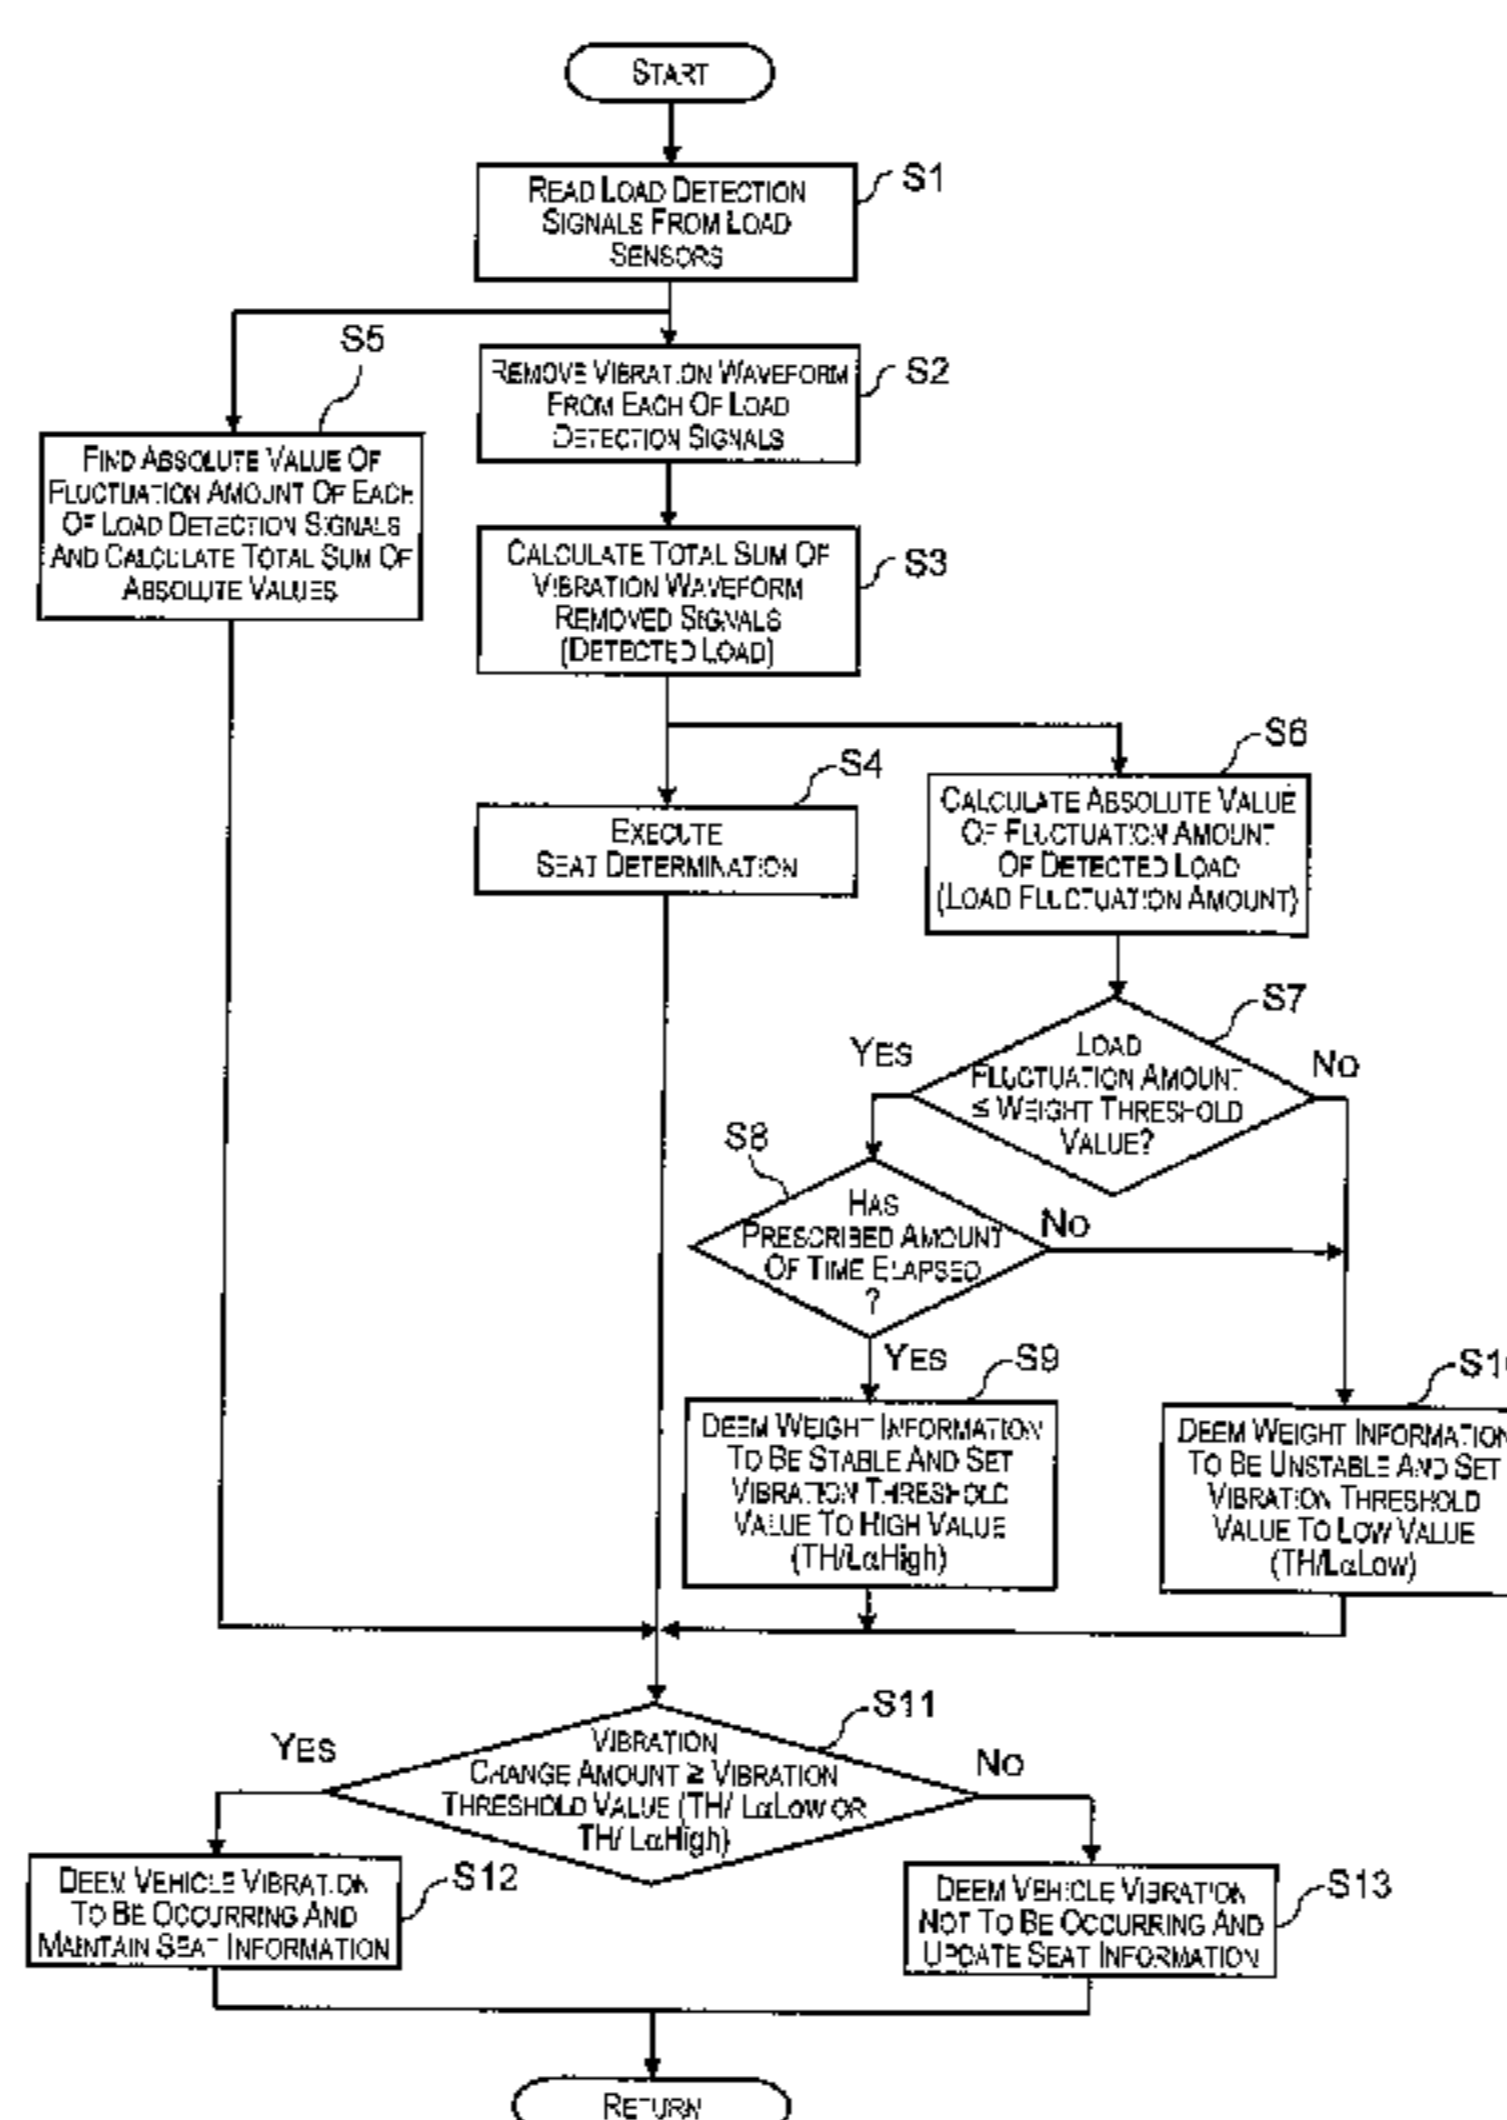 START
READ LOAD DETECTION
SIGNALS FROM LOAD
SENSORS
S1
S5
REMOVE VIBRATION WAVEFORM
FROM EACH OF LOAD
DETECTION SIGNALS
S2
FIND ABSOLUTE VALUE OF
FLUCTUATION AMOUNT OF EACH
OF LOAD DETECTION SIGNALS
AND CALCULATE TOTAL SUM OF
ABSOLUTE VALUES
CALCULATE TOTAL SUM OF
VIBRATION WAVEFORM
REMOVED SIGNALS
(DETECTED LOAD)
S3
S4
EXECUTE
SEAT DETERMINATION
S6
CALCULATE ABSOLUTE VALUE
OF FLUCTUATION AMOUNT
OF DETECTED LOAD
(LOAD FLUCTUATION AMOUNT)
S7
YES
LOAD
FLUCTUATION AMOUNT
≤ WEIGHT THRESHOLD
VALUE?
NO
S8
HAS
PRESCRIBED AMOUNT
OF TIME ELAPSED
?
NO
YES
S9
DEEM WEIGHT INFORMATION
TO BE STABLE AND SET
VIBRATION THRESHOLD
VALUE TO HIGH VALUE
(TH/LαHigh)
DEEM WEIGHT INFORMATION
TO BE UNSTABLE AND SET
VIBRATION THRESHOLD
VALUE TO LOW VALUE
(TH/LαLow)
S11
YES
VIBRATION
CHANGE AMOUNT ≥ VIBRATION
THRESHOLD VALUE (TH/ LαLOW OR
TH/ LαHigh)
NO
DEEM VEHICLE VIBRATION
TO BE OCCURRING AND
MAINTAIN SEAT INFORMATION
S12
DEEM VEHICLE VIBRATION
NOT TO BE OCCURRING AND
UPDATE SEAT INFORMATION
S13
RETURN